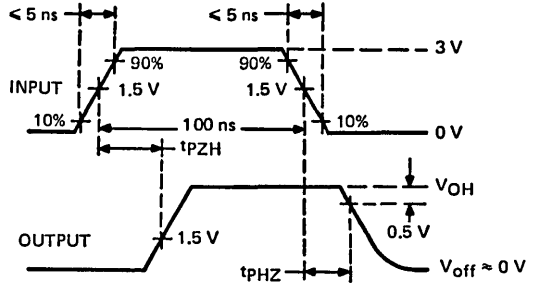 ≤ 5 ns
≤ 5 ns
3 V
90%
90%
INPUT
1.5 V
1.5 V
10%
10%
100 ns
0 V
tPZH
VOH
0.5 V
OUTPUT
1.5 V
tPHZ
Voff ≈ 0 V